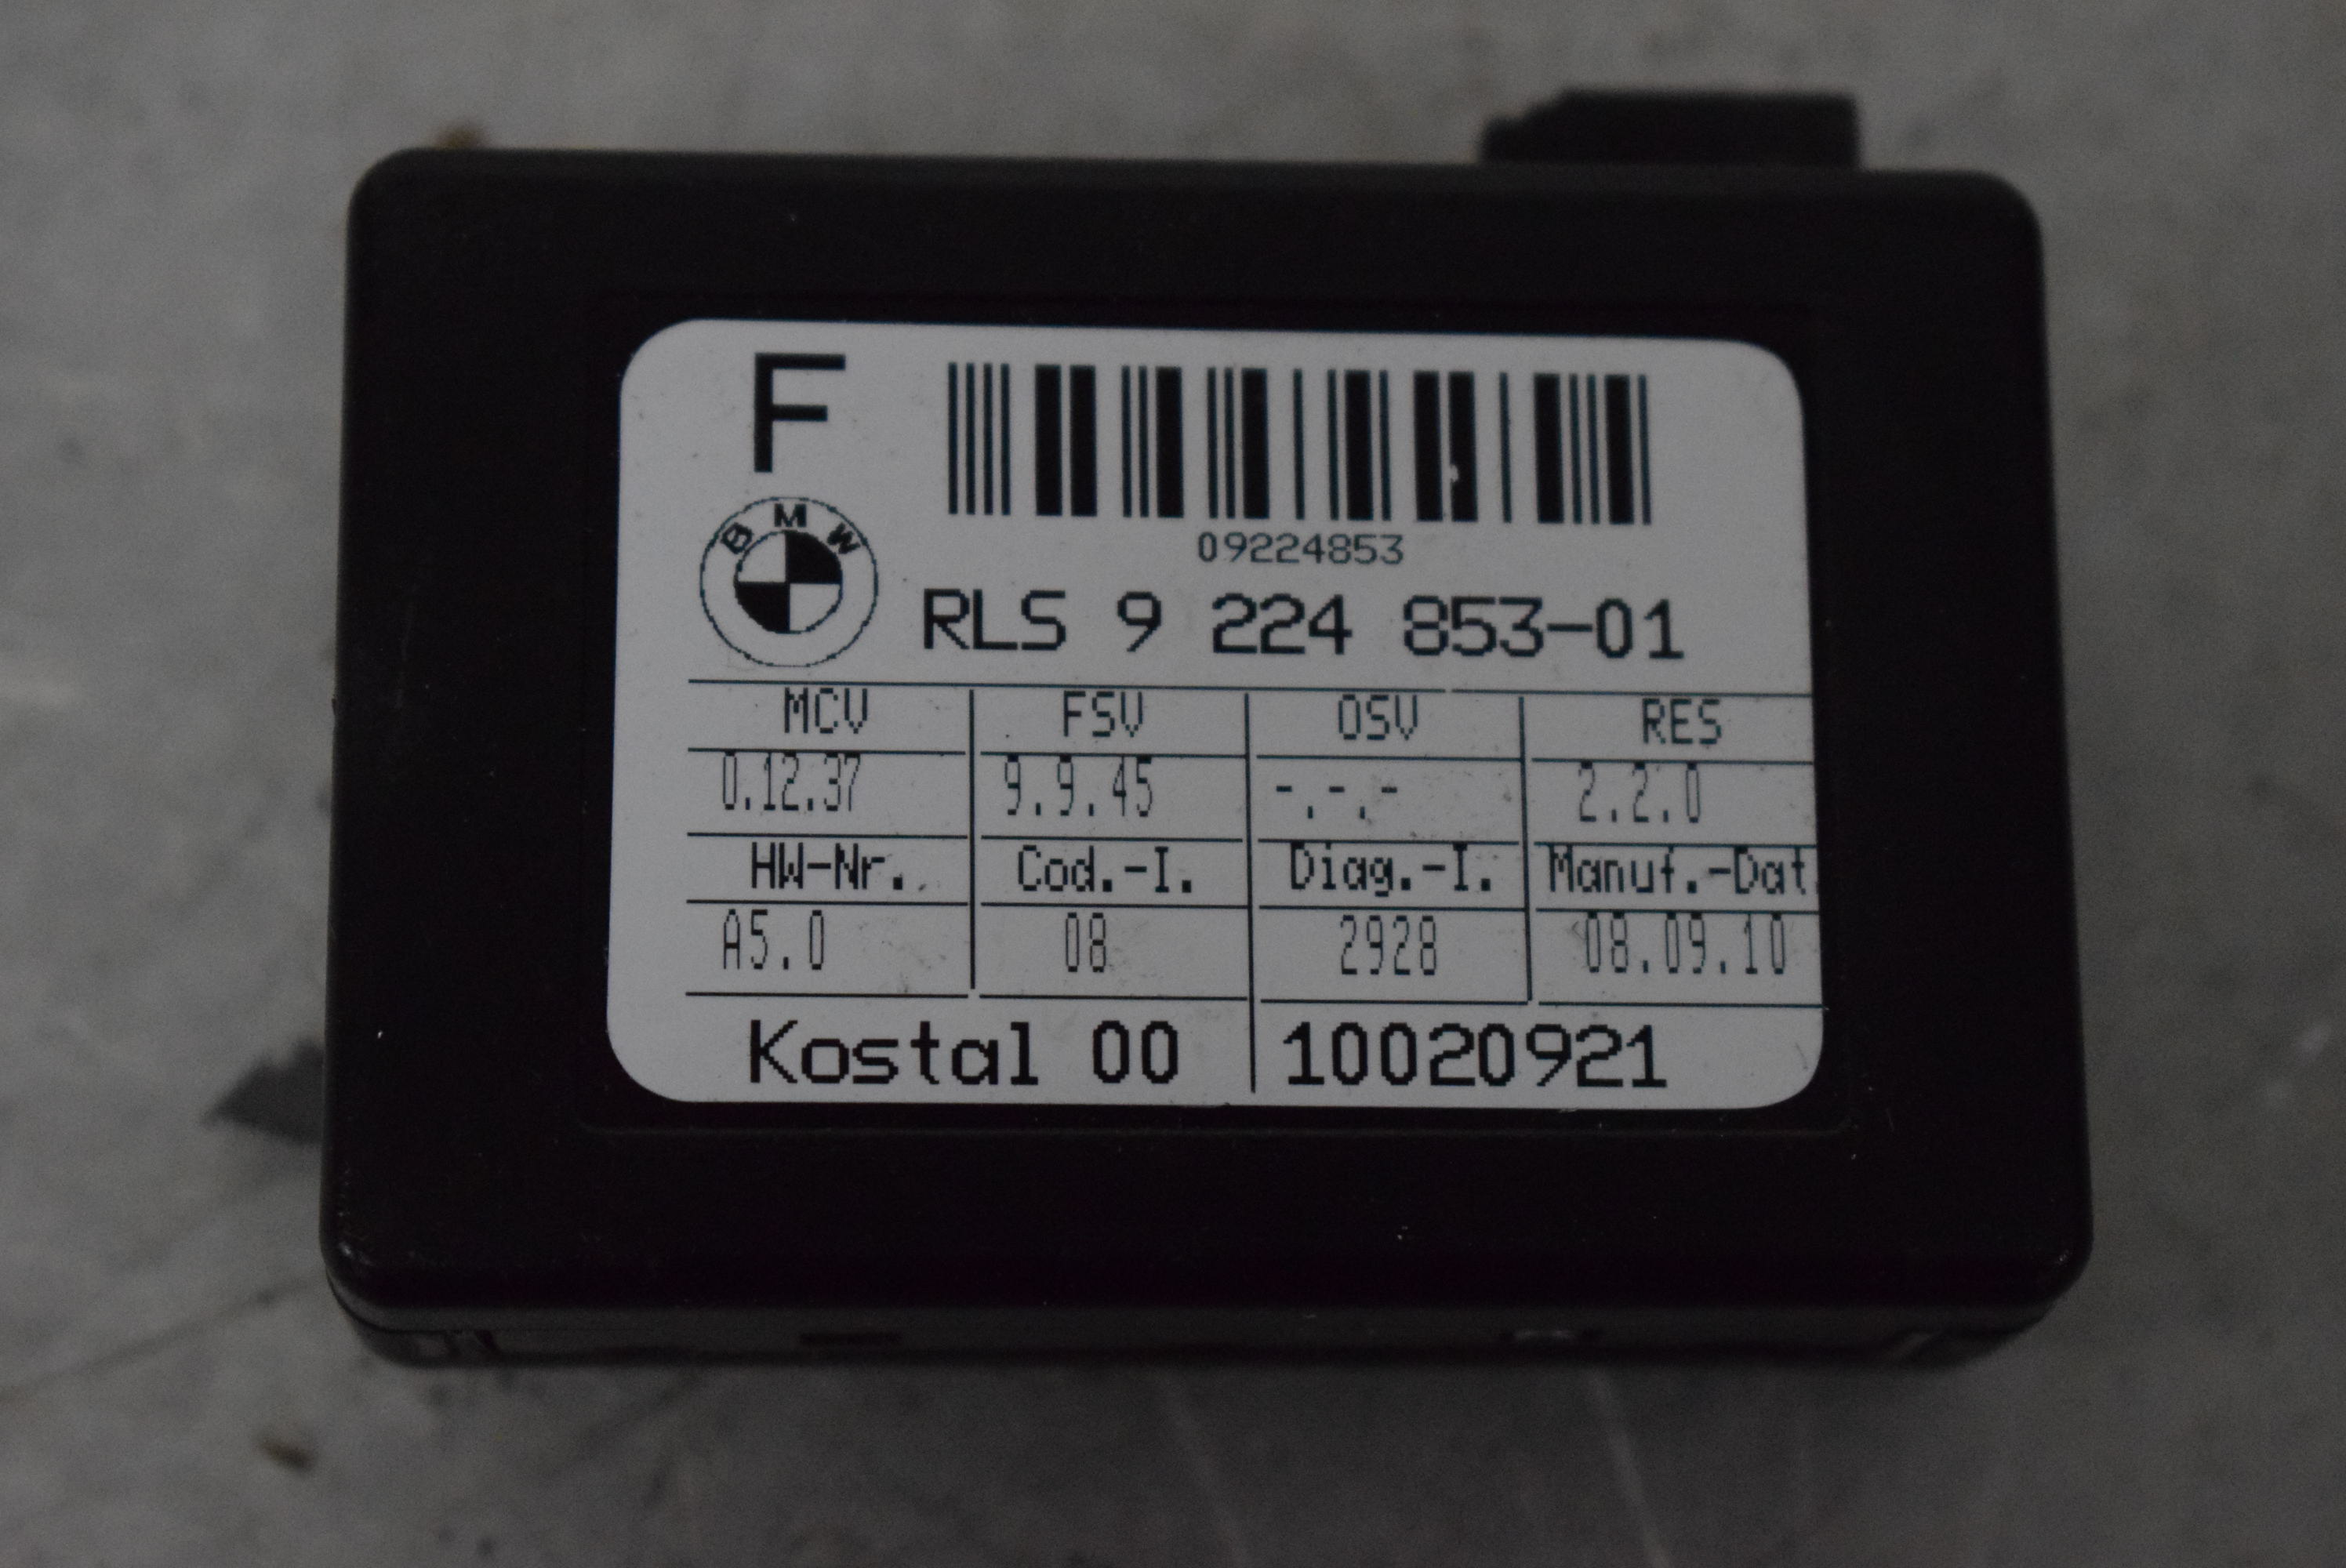 F
09224853
BMW
RLS 9 224 853-01
MCV FSV OSV RES
0.12.37 9.9.45 -.-.- 2.2.0
HW-Nr. Cod.-I. Diag.-I. Manuf.-Dat.
A5.0 08 2928 08.09.10
Kostal 00 10020921